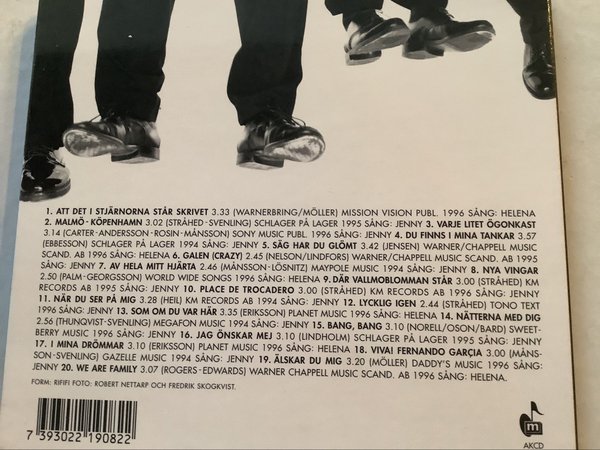 1. ATT DET I STJÄRNORNA STÅR SKRIVET 3.33 (WARNERBRING/MÖLLER) MISSION VISION PUBL. 1996 SÅNG: HELENA
2. MALMÖ-KÖPENHAMN 3.02 (STRÅHED-SVENLING) SCHLAGER PÅ LAGER 1995 SÅNG: JENNY 3. VARJE LITET ÖGONKAST
3.14 (CARTER-ANDERSSON-ROSIN-MÅNSSON) SONY MUSIC PUBL. 1996 SÅNG: JENNY 4. DU FINNS I MINA TANKAR 3.57
(EBBESSON) SCHLAGER PÅ LAGER 1994 SÅNG: JENNY 5. SÄG HAR DU GLÖMT 3.42 (JENSEN) WARNER/CHAPPELL MUSIC
SCAND. AB 1996 SÅNG: HELENA 6. GALEN (CRAZY) 2.45 (NELSON/LINDFORS) WARNER/CHAPPELL MUSIC SCAND. AB 1995
SÅNG: JENNY 7. AV HELA MITT HJÄRTA 2.46 (MÅNSSON-LÖSNITZ) MAYPOLE MUSIC 1994 SÅNG: JENNY 8. NYA VINGAR
2.50 (PALM-GEORGSSON) WORLD WIDE SONGS 1996 SÅNG: HELENA 9. DÄR VALLMOBLOMMAN STÅR 3.00 (STRÅHED) KM
RECORDS AB 1995 SÅNG: JENNY 10. PLACE DE TROCADERO 3.00 (STRÅHED) KM RECORDS AB 1996 SÅNG: JENNY
11. NÄR DU SER PÅ MIG 3.28 (HEIL) KM RECORDS AB 1994 SÅNG: JENNY 12. LYCKLIG IGEN 2.44 (STRÅHED) TONO TEXT
1996 SÅNG: JENNY 13. SOM OM DU VAR HÄR 3.35 (ERIKSSON) PLANET MUSIC 1996 SÅNG: HELENA 14. NÄTTERNA MED DIG
2.56 (THUNQVIST-SVENLING) MEGAFON MUSIC 1994 SÅNG: JENNY 15. BANG, BANG 3.10 (NORELL/OSON/BARD) SWEET-
BERRY MUSIC 1996 SÅNG: HELENA 16. JAG ÖNSKAR MEJ 3.10 (LINDHOLM) SCHLAGER PÅ LAGER 1995 SÅNG: JENNY
17. I MINA DRÖMMAR 3.10 (ERIKSON) PLANET MUSIC 1996 SÅNG: HELENA 18. VIVA! FERNANDO GARÇIA 3.00 (MÅNS-
SON-SVENLING) GAZELLE MUSIC 1994 SÅNG: JENNY 19. ÄLSKAR DU MIG 3.20 (MÖLLER) DADDY'S MUSIC 1996 SÅNG:
JENNY 20. WE ARE FAMILY 3.07 (ROGERS-EDWARDS) WARNER CHAPPELL MUSIC SCAND. AB 1996 SÅNG: HELENA.
FORM: RIFIFI FOTO: ROBERT NETTARP OCH FREDRIK SKOGKVIST.
7 393022 190822
m
AKCD